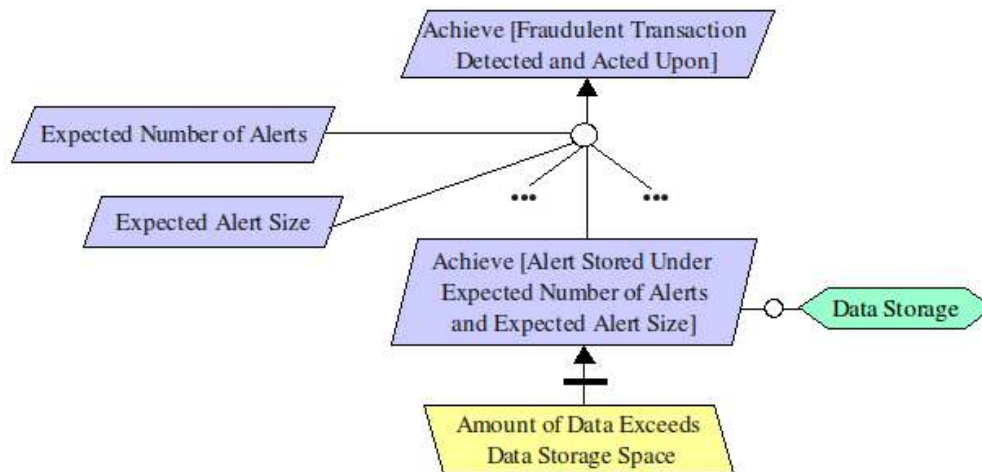 Achieve [Fraudulent Transaction
Detected and Acted Upon]
Expected Number of Alerts
•••
•••
Expected Alert Size
Achieve [Alert Stored Under
Expected Number of Alerts
and Expected Alert Size]
Data Storage
Amount of Data Exceeds
Data Storage Space